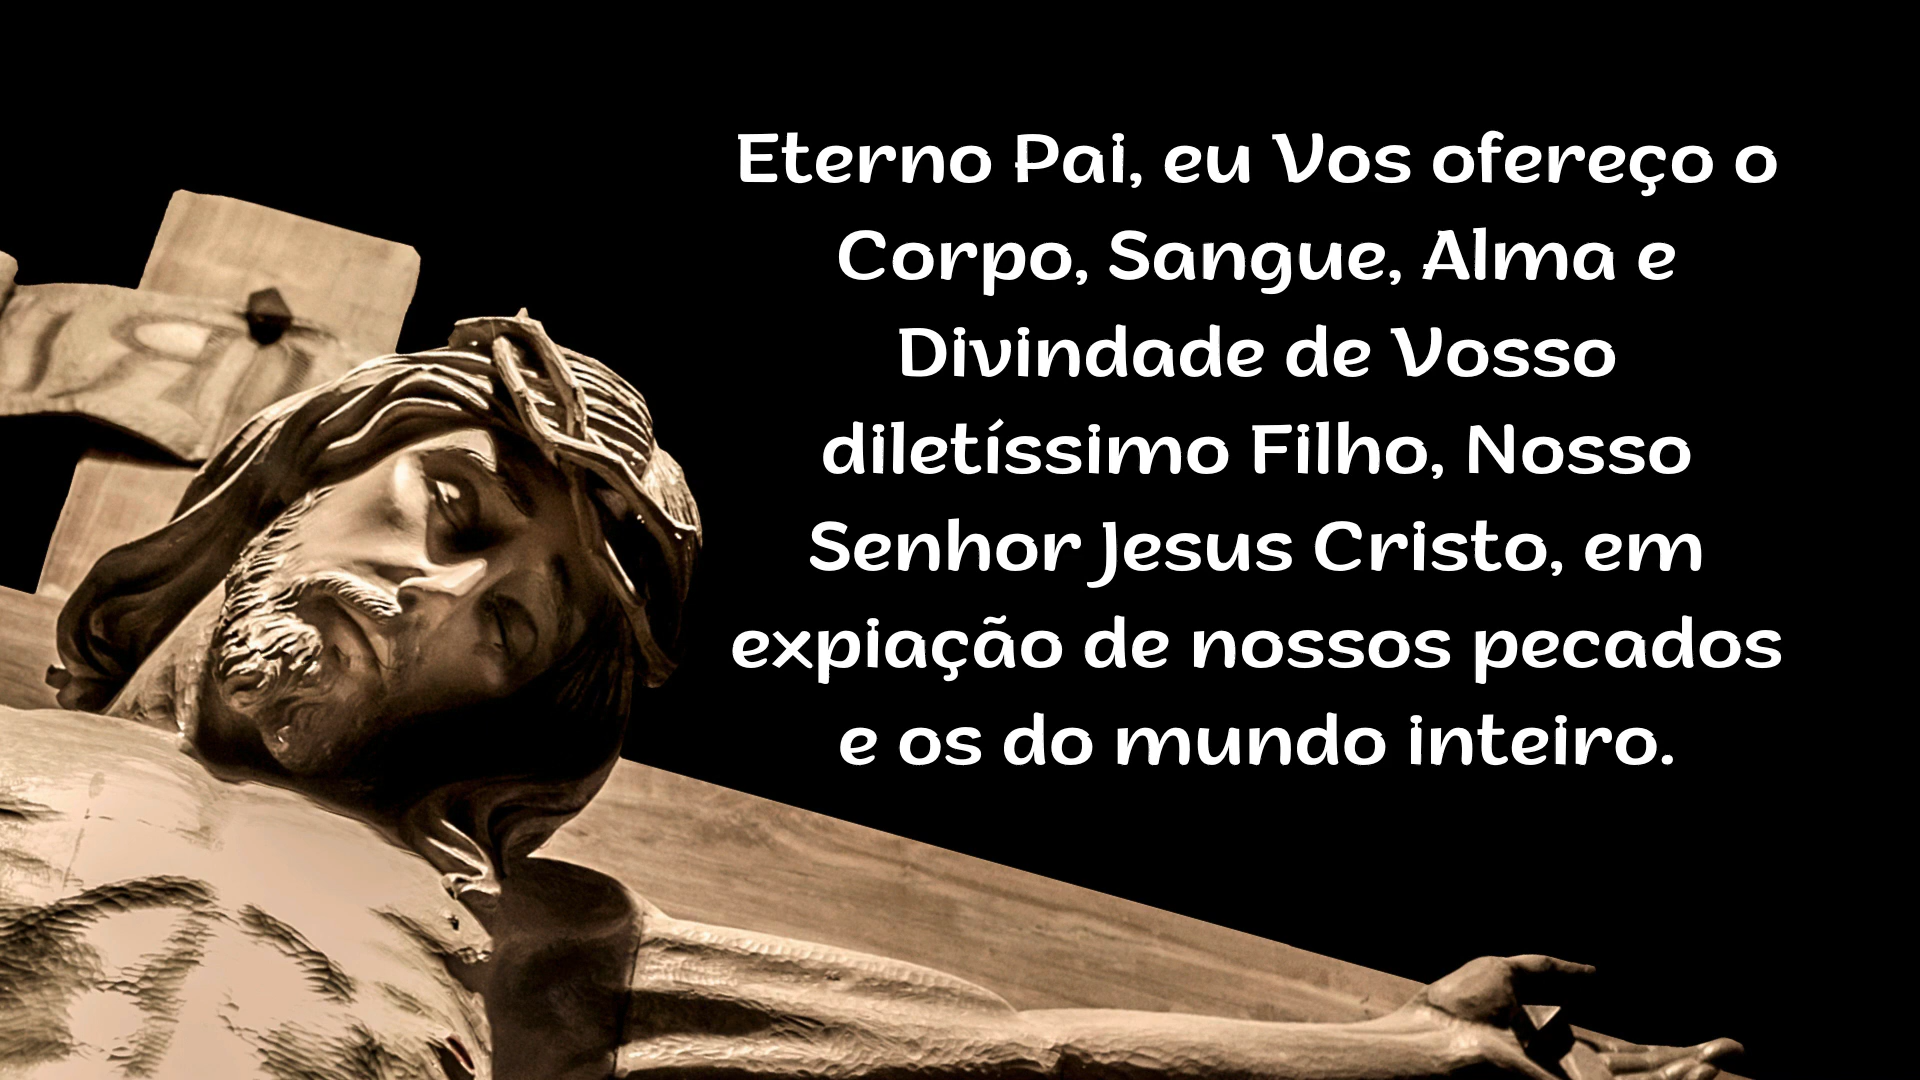 Eterno Pai, eu Vos ofereço o
Corpo, Sangue, Alma e
Divindade de Vosso
diletíssimo Filho, Nosso
Senhor Jesus Cristo, em
expiação de nossos pecados
e os do mundo inteiro.